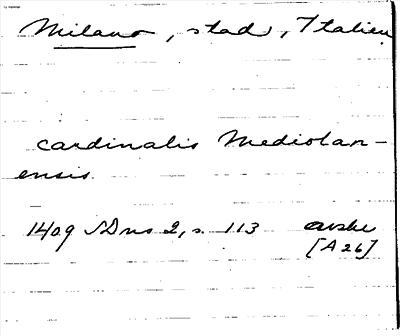 Milano, stad, Italien
cardinalis Mediolan-
ensis
1409 SDns 2, s. 113 avskr
[A 26]